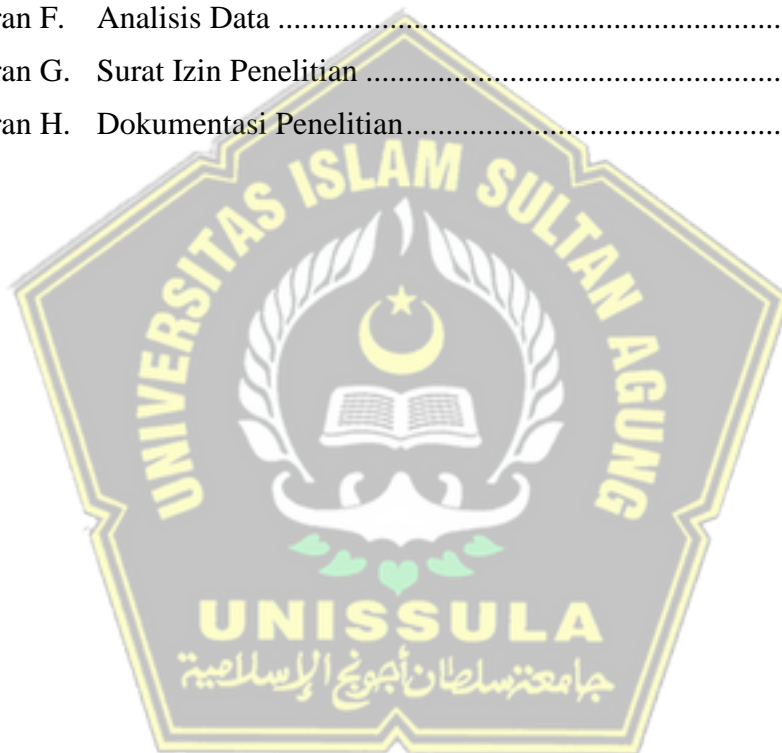 ran F. Analisis Data ................................................................
ran G. Surat Izin Penelitian .....................................................
ran H. Dokumentasi Penelitian................................................
UNIVERSITAS ISLAM SULTAN AGUNG
UNISSULA
جامعة سلطان أجونج الإسلامية